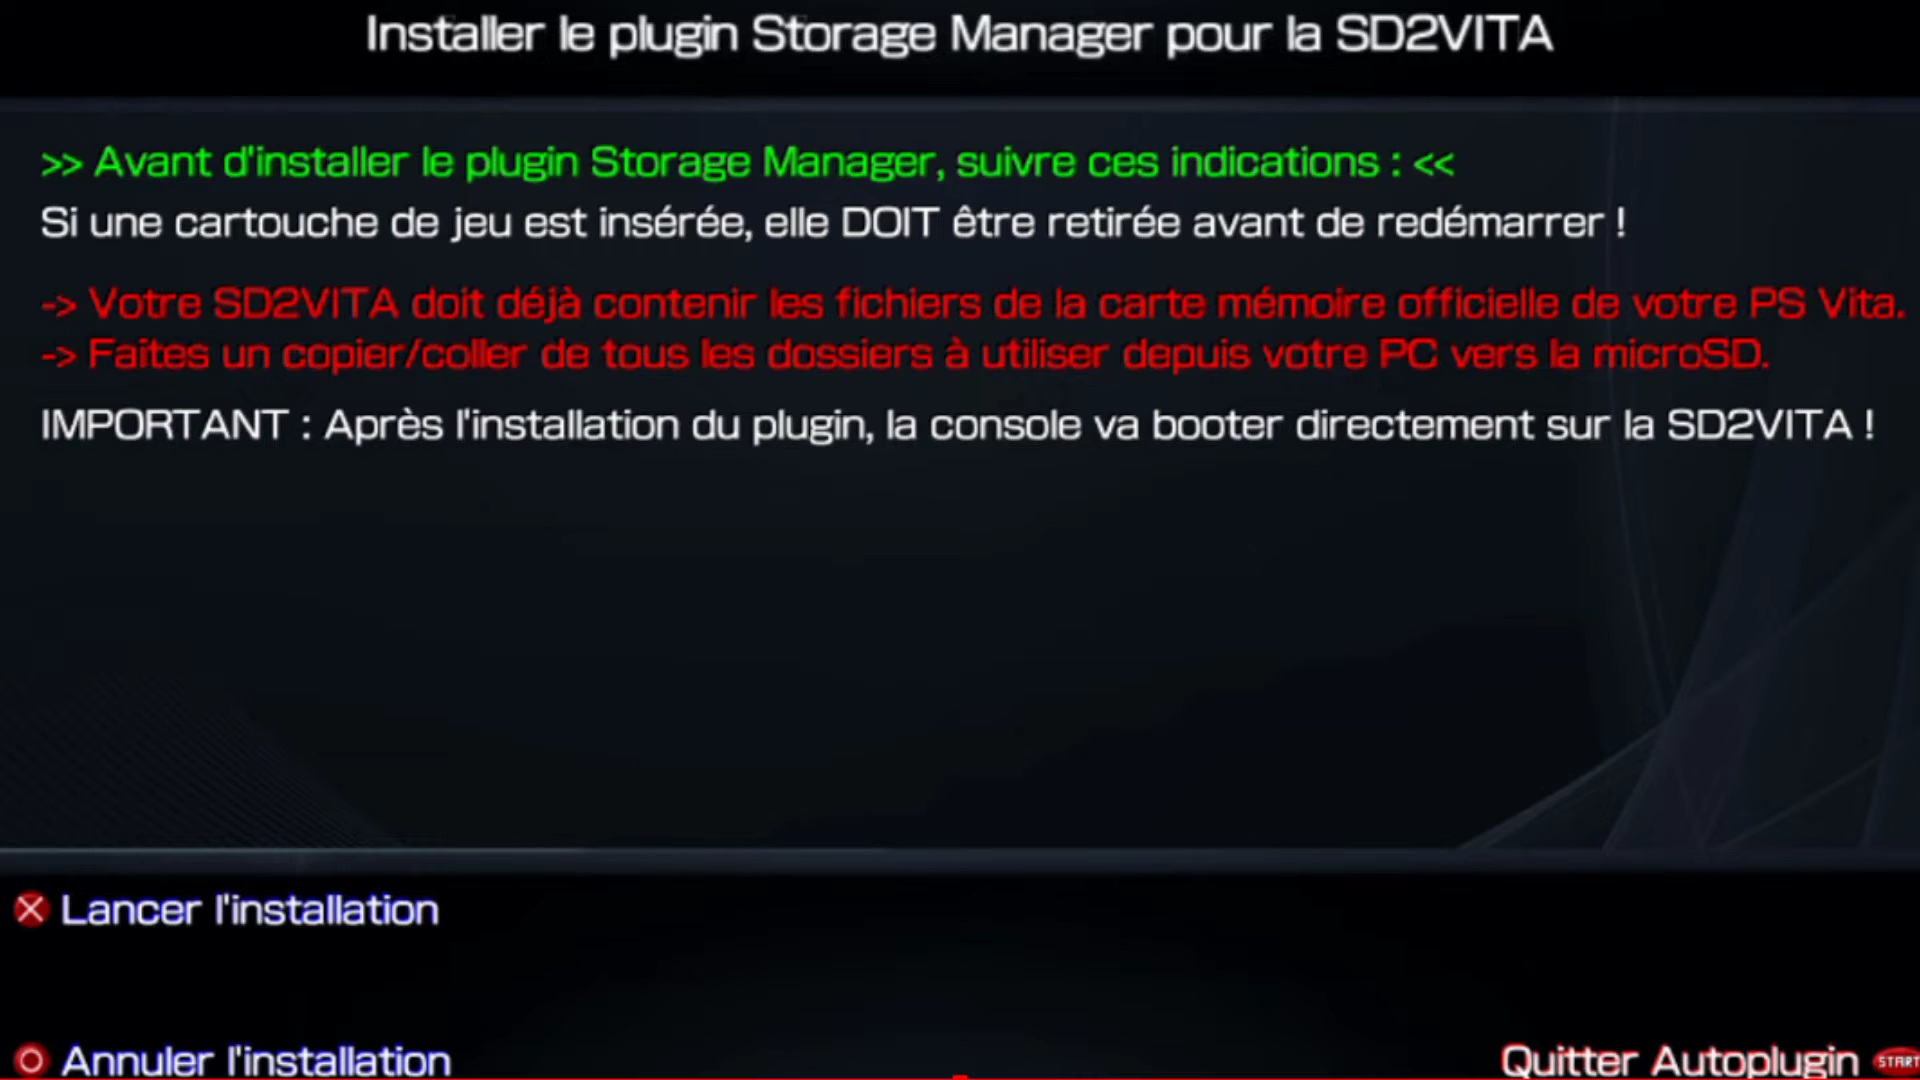 Installer le plugin Storage Manager pour la SD2VITA
>> Avant d'installer le plugin Storage Manager, suivre ces indications : <<
Si une cartouche de jeu est insérée, elle DOIT être retirée avant de redémarrer !
-> Votre SD2VITA doit déjà contenir les fichiers de la carte mémoire officielle de votre PS Vita.
-> Faites un copier/coller de tous les dossiers à utiliser depuis votre PC vers la microSD.
IMPORTANT : Après l'installation du plugin, la console va booter directement sur la SD2VITA !
Lancer l'installation
Annuler l'installation
Quitter Autoplugin START